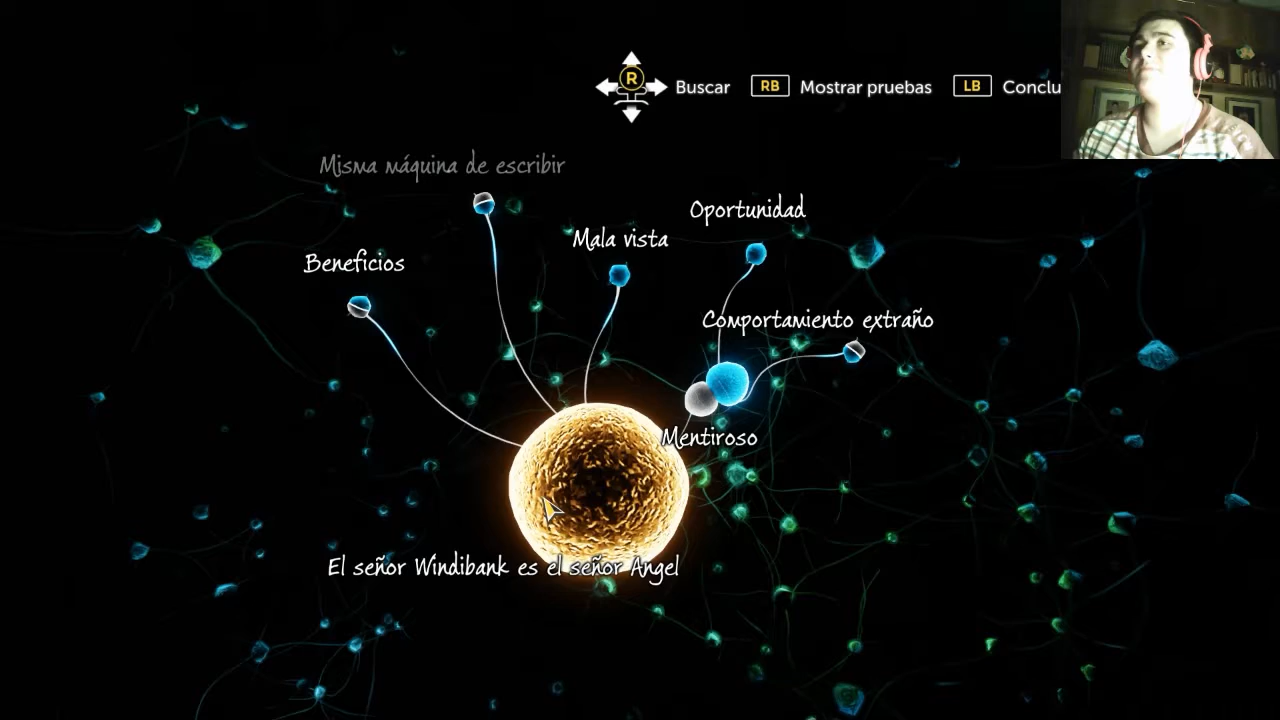 R Buscar RB Mostrar pruebas LB Conclu
Misma máquina de escribir
Oportunidad
Mala vista
Beneficios
Comportamiento extraño
Mentiroso
El señor Windibank es el señor Angel